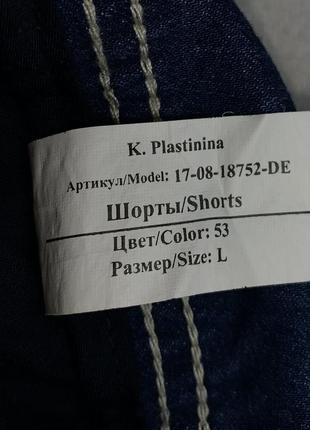 K. Plastinina
Артикул/Model: 17-08-18752-DE
Шорты/Shorts
Цвет/Color: 53
Размер/Size: L